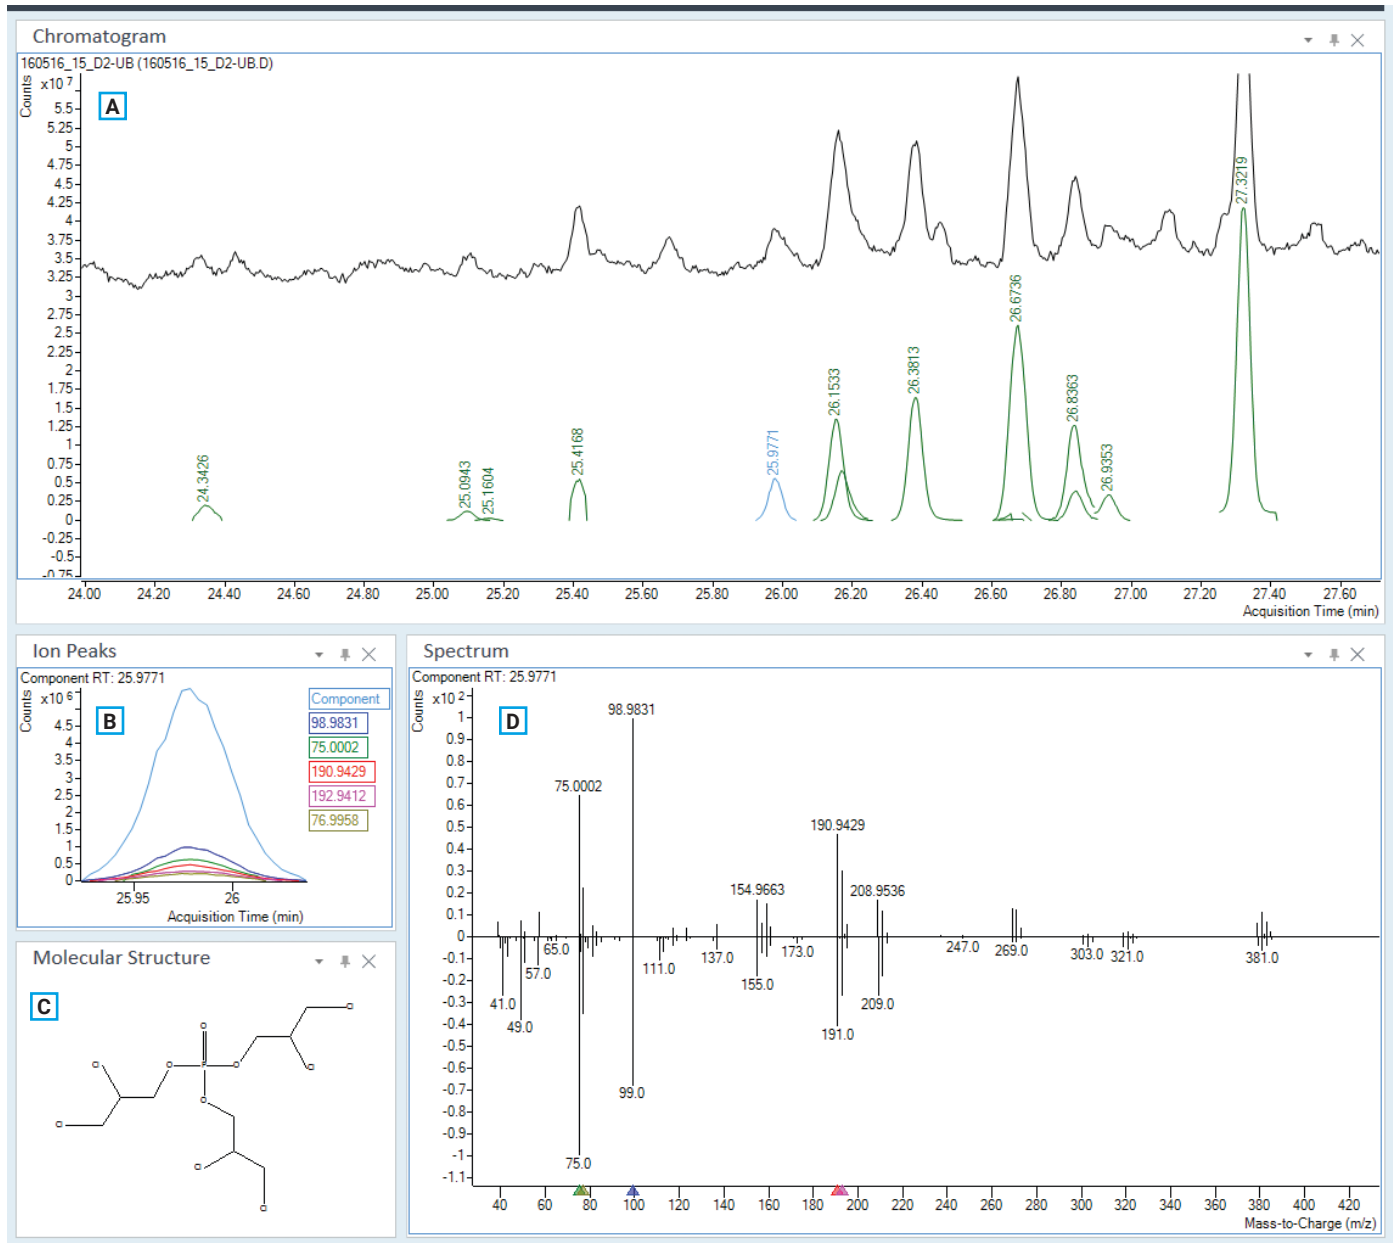 Chromatogram
160516_15_D2-UB (160516_15_D2-UB.D)
Counts
x10 7
A
5.5
5.25
5
4.75
4.5
4.25
4
3.75
3.5
3.25
3
2.75
2.5
2.25
2
1.75
1.5
1.25
1
0.75
0.5
0.25
0
-0.25
-0.5
-0.75
24.3426
25.0943
25.1604
25.4168
25.9771
26.1533
26.3813
26.6736
26.8363
26.9353
27.3219
24.00 24.20 24.40 24.60 24.80 25.00 25.20 25.40 25.60 25.80 26.00 26.20 26.40 26.60 26.80 27.00 27.20 27.40 27.60
Acquisition Time (min)
Ion Peaks
Component RT: 25.9771
Counts
x10 6
B
4.5
4
3.5
3
2.5
2
1.5
1
0.5
0
Component
98.9831
75.0002
190.9429
192.9412
76.9958
25.95 26
Acquisition Time (min)
Molecular Structure
C
Cl
O
Cl
O
P
O
Cl
O
Cl
Cl
Cl
Spectrum
Component RT: 25.9771
Counts
x10 2
D
1
0.9
0.8
0.7
0.6
0.5
0.4
0.3
0.2
0.1
0
-0.1
-0.2
-0.3
-0.4
-0.5
-0.6
-0.7
-0.8
-0.9
-1
-1.1
98.9831
75.0002
190.9429
154.9663 208.9536
65.0 137.0 173.0 247.0 269.0 303.0 321.0 381.0
57.0 111.0
155.0
41.0 209.0
49.0 191.0
99.0
75.0
40 60 80 100 120 140 160 180 200 220 240 260 280 300 320 340 360 380 400 420
Mass-to-Charge (m/z)